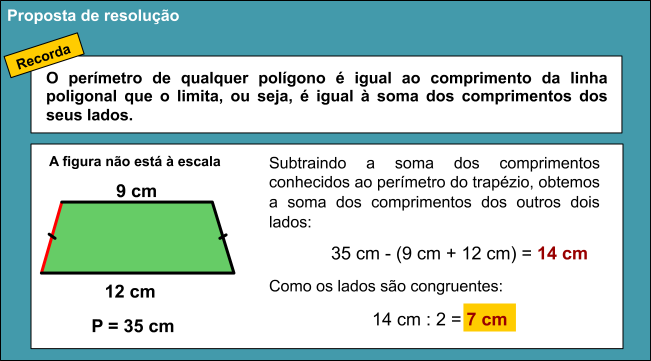 Proposta de resolução
Recorda
O perímetro de qualquer polígono é igual ao comprimento da linha
poligonal que o limita, ou seja, é igual à soma dos comprimentos dos
seus lados.
A figura não está à escala
9 cm
12 cm
P = 35 cm
Subtraindo a soma dos comprimentos
conhecidos ao perímetro do trapézio, obtemos
a soma dos comprimentos dos outros dois
lados:
35 cm - (9 cm + 12 cm) = 14 cm
Como os lados são congruentes:
14 cm : 2 = 7 cm